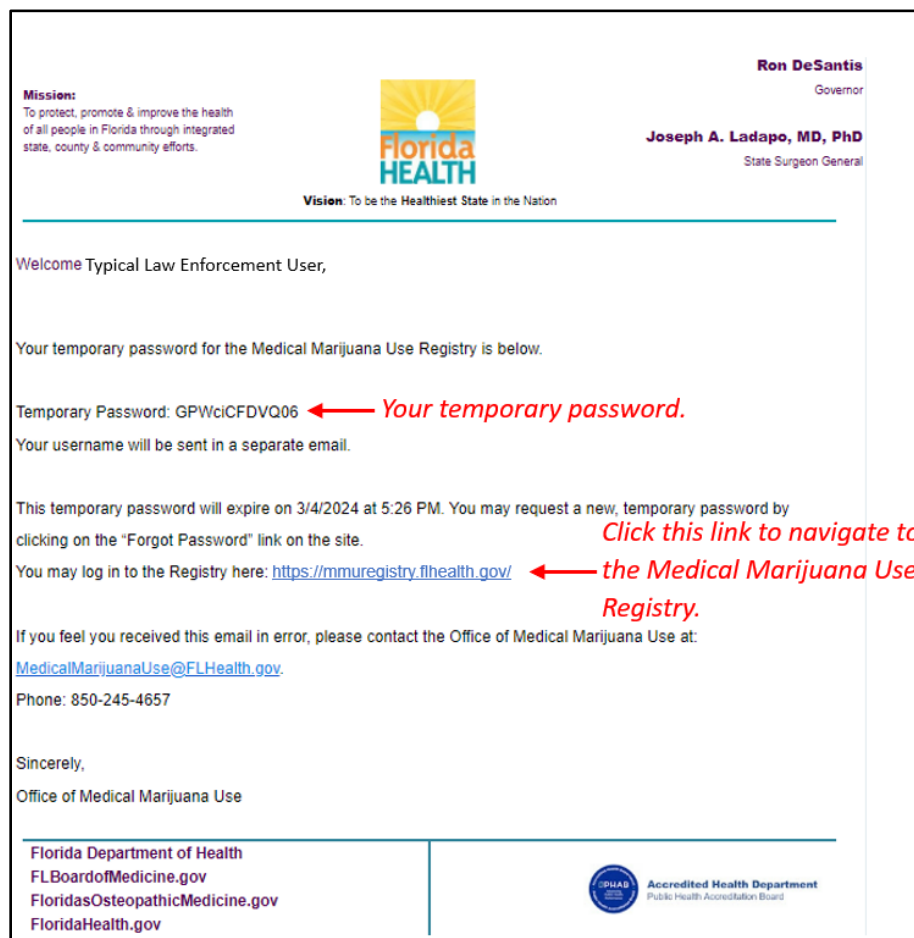 Mission:
To protect, promote & improve the health
of all people in Florida through integrated
state, county & community efforts.
Florida
HEALTH
Vision: To be the Healthiest State in the Nation
Ron DeSantis
Governor
Joseph A. Ladapo, MD, PhD
State Surgeon General
Welcome Typical Law Enforcement User,
Your temporary password for the Medical Marijuana Use Registry is below.
Temporary Password: GPWciCFDVQ06
Your temporary password.
Your username will be sent in a separate email.
This temporary password will expire on 3/4/2024 at 5:26 PM. You may request a new, temporary password by
clicking on the “Forgot Password” link on the site.
You may log in to the Registry here: https://mmuregistry.flhealth.gov/
Click this link to navigate to
the Medical Marijuana Use
Registry.
If you feel you received this email in error, please contact the Office of Medical Marijuana Use at:
MedicalMarijuanaUse@FLHealth.gov.
Phone: 850-245-4657
Sincerely,
Office of Medical Marijuana Use
Florida Department of Health
FLBoardofMedicine.gov
FloridasOsteopathicMedicine.gov
FloridaHealth.gov
PHAB
Accredited Health Department
Public Health Accreditation Board